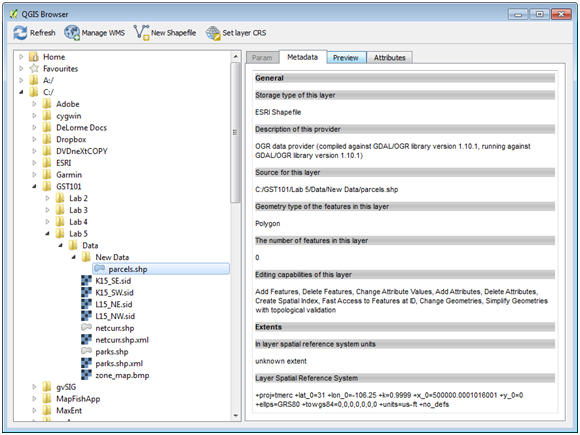 QGIS Browser
Refresh Manage WMS New Shapefile Set layer CRS
Home
Favourites
A:/
C:/
Adobe
cygwin
DeLorme Docs
Dropbox
DVDneXtCOPY
ESRI
Garmin
GST101
Lab 2
Lab 3
Lab 4
Lab 5
Data
New Data
parcels.shp
K15_SE.sid
K15_SW.sid
L15_NE.sid
L15_NW.sid
netcurr.shp
netcurr.shp.xml
parks.shp
parks.shp.xml
zone_map.bmp
gvSIG
MapFishApp
MaxEnt
Param Metadata Preview Attributes
General
Storage type of this layer
ESRI Shapefile
Description of this provider
OGR data provider (compiled against GDAL/OGR library version 1.10.1, running against
GDAL/OGR library version 1.10.1)
Source for this layer
C:/GST101/Lab 5/Data/New Data/parcels.shp
Geometry type of the features in this layer
Polygon
The number of features in this layer
0
Editing capabilities of this layer
Add Features, Delete Features, Change Attribute Values, Add Attributes, Delete Attributes,
Create Spatial Index, Fast Access to Features at ID, Change Geometries, Simplify Geometries
with topological validation
Extents
In layer spatial reference system units
unknown extent
Layer Spatial Reference System
+proj=tmerc +lat_0=31 +lon_0=-106.25 +k=0.9999 +x_0=500000.0001016001 +y_0=0
+ellps=GRS80 +towgs84=0,0,0,0,0,0,0 +units=us-ft +no_defs